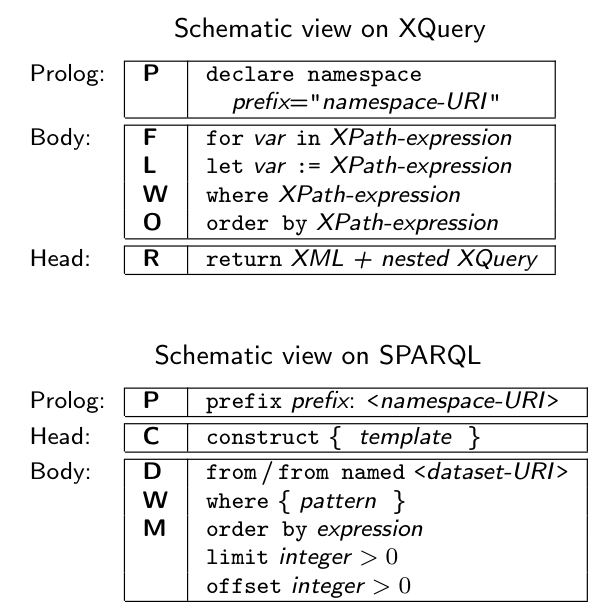 Schematic view on XQuery
Prolog: P declare namespace
prefix="namespace-URI"
Body: F for var in XPath-expression
L let var := XPath-expression
W where XPath-expression
O order by XPath-expression
Head: R return XML + nested XQuery
Schematic view on SPARQL
Prolog: P prefix prefix: <namespace-URI>
Head: C construct { template }
Body: D from / from named <dataset-URI>
W where { pattern }
M order by expression
limit integer > 0
offset integer > 0